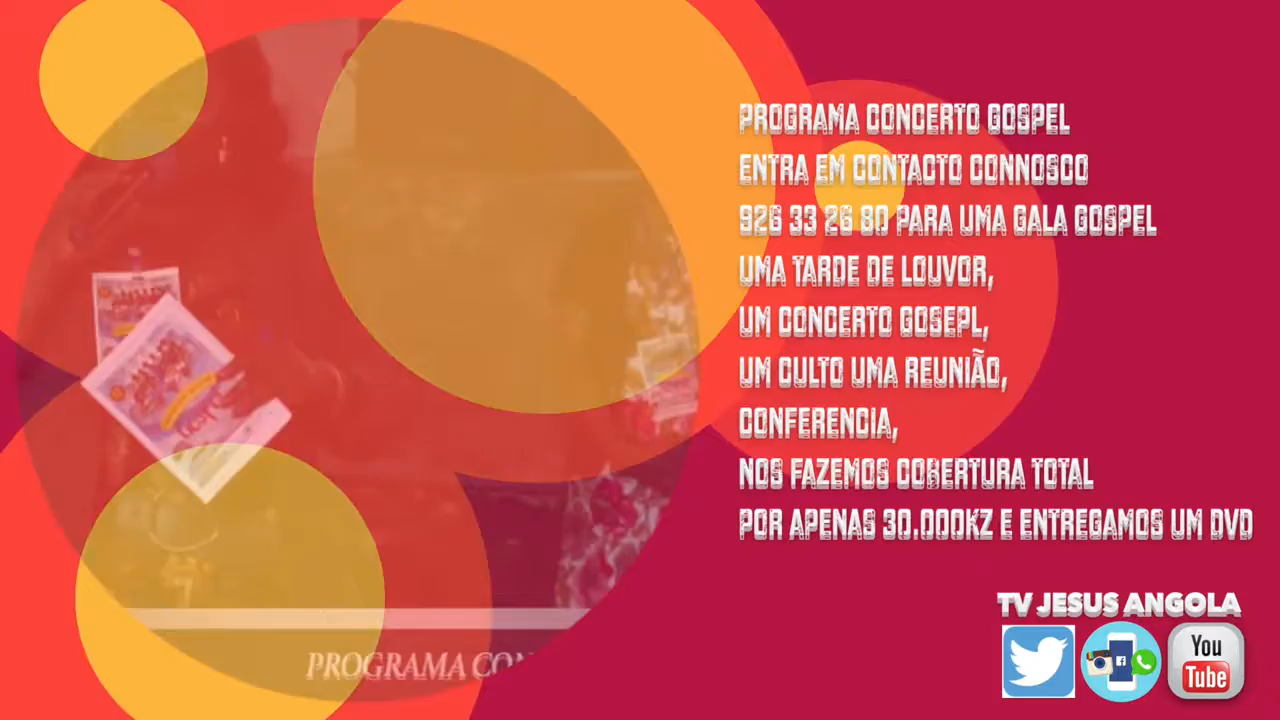 PROGRAMA CONCERTO GOSPEL
ENTRA EM CONTACTO CONNOSCO
926 33 26 80 PARA UMA GALA GOSPEL
UMA TARDE DE LOUVOR,
UM CONCERTO GOSEPL,
UM CULTO UMA REUNIÃO,
CONFERENCIA,
NOS FAZEMOS COBERTURA TOTAL
POR APENAS 30.000KZ E ENTREGAMOS UM DVD
TV JESUS ANGOLA
You
Tube
PROGRAMA CON